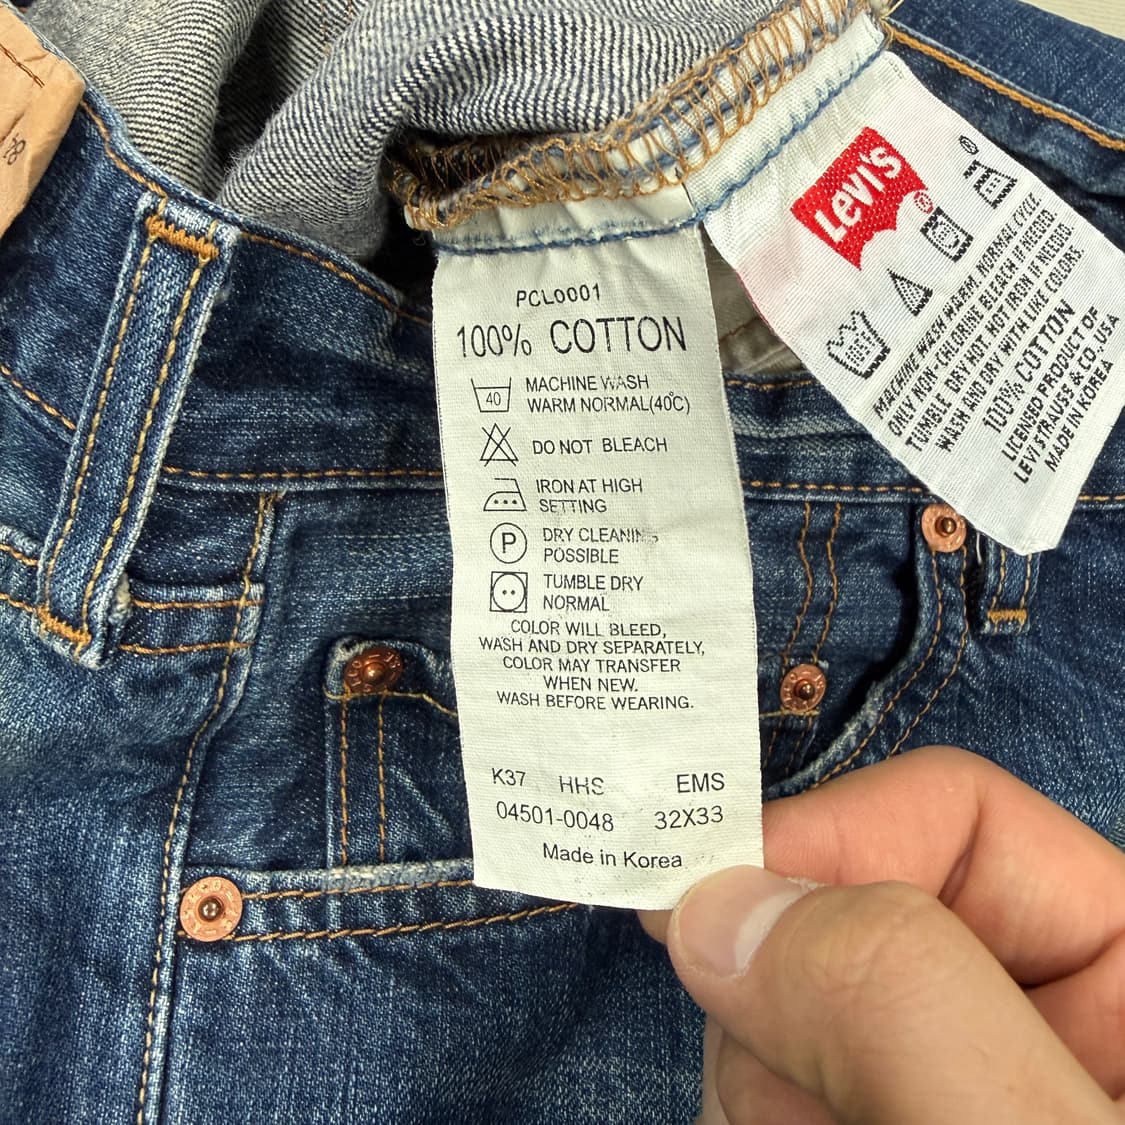 PCL0001
100% COTTON
40
MACHINE WASH
WARM NORMAL(40°C)
DO NOT BLEACH
IRON AT HIGH
SETTING
P
DRY CLEANING
POSSIBLE
TUMBLE DRY
NORMAL
COLOR WILL BLEED,
WASH AND DRY SEPARATELY,
COLOR MAY TRANSFER
WHEN NEW.
WASH BEFORE WEARING.
K37 HHS EMS
04501-0048 32X33
Made in Korea
Levi's ®
®
MACHINE WASH WARM, NORMAL CYCLE
ONLY NON-CHLORINE BLEACH IF NEEDED.
TUMBLE DRY HOT. HOT IRON IF NEEDED.
WASH AND DRY WITH LIKE COLORS.
100% COTTON
LICENSED PRODUCT OF
LEVI STRAUSS & CO. USA
MADE IN KOREA